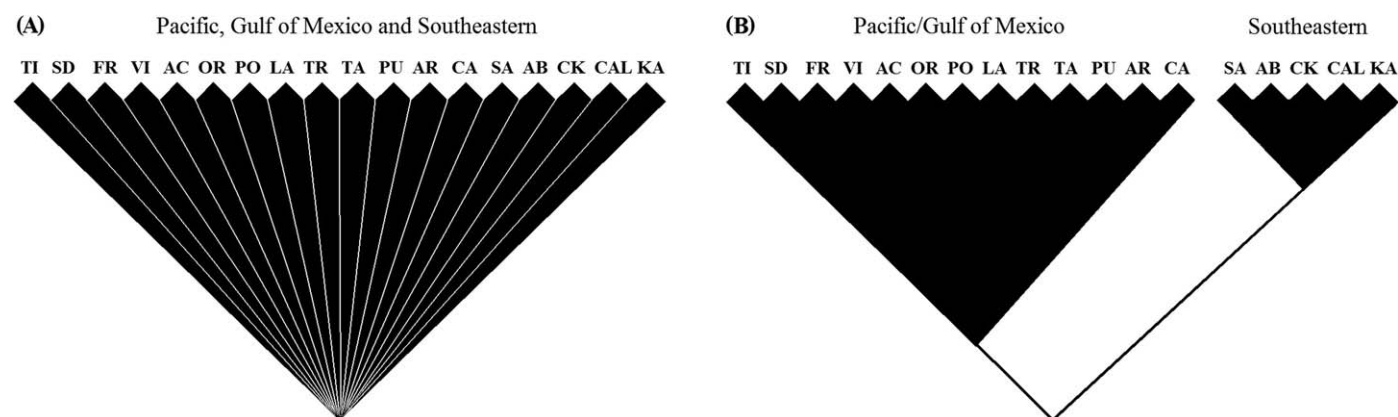 (A) Pacific, Gulf of Mexico and Southeastern
TI SD FR VI AC OR PO LA TR TA PU AR CA SA AB CK CAL KA
(B) Pacific/Gulf of Mexico Southeastern
TI SD FR VI AC OR PO LA TR TA PU AR CA SA AB CK CAL KA